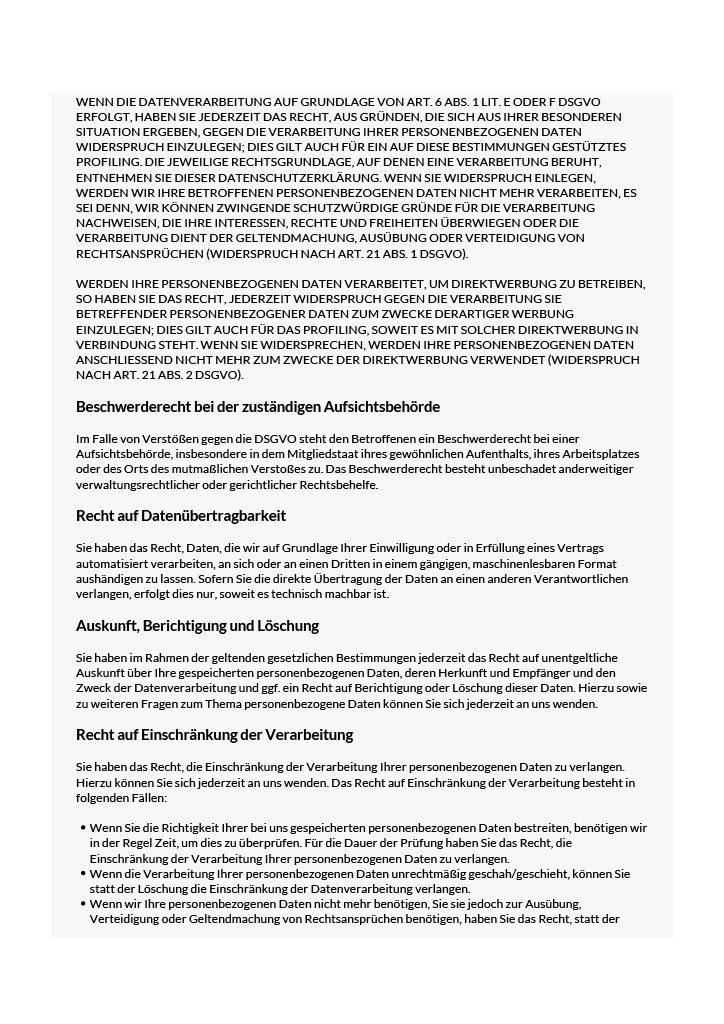 WENN DIE DATENVERARBEITUNG AUF GRUNDLAGE VON ART. 6 ABS. 1 LIT. E ODER F DSGVO
ERFOLGT, HABEN SIE JEDERZEIT DAS RECHT, AUS GRÜNDEN, DIE SICH AUS IHRER BESONDEREN
SITUATION ERGEBEN, GEGEN DIE VERARBEITUNG IHRER PERSONENBEZOGENEN DATEN
WIDERSPRUCH EINZULEGEN; DIES GILT AUCH FÜR EIN AUF DIESE BESTIMMUNGEN GESTÜTZTES
PROFILING. DIE JEWEILIGE RECHTSGRUNDLAGE, AUF DENEN EINE VERARBEITUNG BERUHT,
ENTNEHMEN SIE DIESER DATENSCHUTZERKLÄRUNG. WENN SIE WIDERSPRUCH EINLEGEN,
WERDEN WIR IHRE BETROFFENEN PERSONENBEZOGENEN DATEN NICHT MEHR VERARBEITEN, ES
SEI DENN, WIR KÖNNEN ZWINGENDE SCHUTZWÜRDIGE GRÜNDE FÜR DIE VERARBEITUNG
NACHWEISEN, DIE IHRE INTERESSEN, RECHTE UND FREIHEITEN ÜBERWIEGEN ODER DIE
VERARBEITUNG DIENT DER GELTENDMACHUNG, AUSÜBUNG ODER VERTEIDIGUNG VON
RECHTSANSPRÜCHEN (WIDERSPRUCH NACH ART. 21 ABS. 1 DSGVO).
WERDEN IHRE PERSONENBEZOGENEN DATEN VERARBEITET, UM DIREKTWERBUNG ZU BETREIBEN,
SO HABEN SIE DAS RECHT, JEDERZEIT WIDERSPRUCH GEGEN DIE VERARBEITUNG SIE
BETREFFENDER PERSONENBEZOGENER DATEN ZUM ZWECKE DERARTIGER WERBUNG
EINZULEGEN; DIES GILT AUCH FÜR DAS PROFILING, SOWEIT ES MIT SOLCHER DIREKTWERBUNG IN
VERBINDUNG STEHT. WENN SIE WIDERSPRECHEN, WERDEN IHRE PERSONENBEZOGENEN DATEN
ANSCHLIESSEND NICHT MEHR ZUM ZWECKE DER DIREKTWERBUNG VERWENDET (WIDERSPRUCH
NACH ART. 21 ABS. 2 DSGVO).
Beschwerderecht bei der zuständigen Aufsichtsbehörde
Im Falle von Verstößen gegen die DSGVO steht den Betroffenen ein Beschwerderecht bei einer
Aufsichtsbehörde, insbesondere in dem Mitgliedstaat ihres gewöhnlichen Aufenthalts, ihres Arbeitsplatzes
oder des Orts des mutmaßlichen Verstoßes zu. Das Beschwerderecht besteht unbeschadet anderweitiger
verwaltungsrechtlicher oder gerichtlicher Rechtsbehelfe.
Recht auf Datenübertragbarkeit
Sie haben das Recht, Daten, die wir auf Grundlage Ihrer Einwilligung oder in Erfüllung eines Vertrags
automatisiert verarbeiten, an sich oder an einen Dritten in einem gängigen, maschinenlesbaren Format
aushändigen zu lassen. Sofern Sie die direkte Übertragung der Daten an einen anderen Verantwortlichen
verlangen, erfolgt dies nur, soweit es technisch machbar ist.
Auskunft, Berichtigung und Löschung
Sie haben im Rahmen der geltenden gesetzlichen Bestimmungen jederzeit das Recht auf unentgeltliche
Auskunft über Ihre gespeicherten personenbezogenen Daten, deren Herkunft und Empfänger und den
Zweck der Datenverarbeitung und ggf. ein Recht auf Berichtigung oder Löschung dieser Daten. Hierzu sowie
zu weiteren Fragen zum Thema personenbezogene Daten können Sie sich jederzeit an uns wenden.
Recht auf Einschränkung der Verarbeitung
Sie haben das Recht, die Einschränkung der Verarbeitung Ihrer personenbezogenen Daten zu verlangen.
Hierzu können Sie sich jederzeit an uns wenden. Das Recht auf Einschränkung der Verarbeitung besteht in
folgenden Fällen:
• Wenn Sie die Richtigkeit Ihrer bei uns gespeicherten personenbezogenen Daten bestreiten, benötigen wir
in der Regel Zeit, um dies zu überprüfen. Für die Dauer der Prüfung haben Sie das Recht, die
Einschränkung der Verarbeitung Ihrer personenbezogenen Daten zu verlangen.
• Wenn die Verarbeitung Ihrer personenbezogenen Daten unrechtmäßig geschah/geschieht, können Sie
statt der Löschung die Einschränkung der Datenverarbeitung verlangen.
• Wenn wir Ihre personenbezogenen Daten nicht mehr benötigen, Sie sie jedoch zur Ausübung,
Verteidigung oder Geltendmachung von Rechtsansprüchen benötigen, haben Sie das Recht, statt der